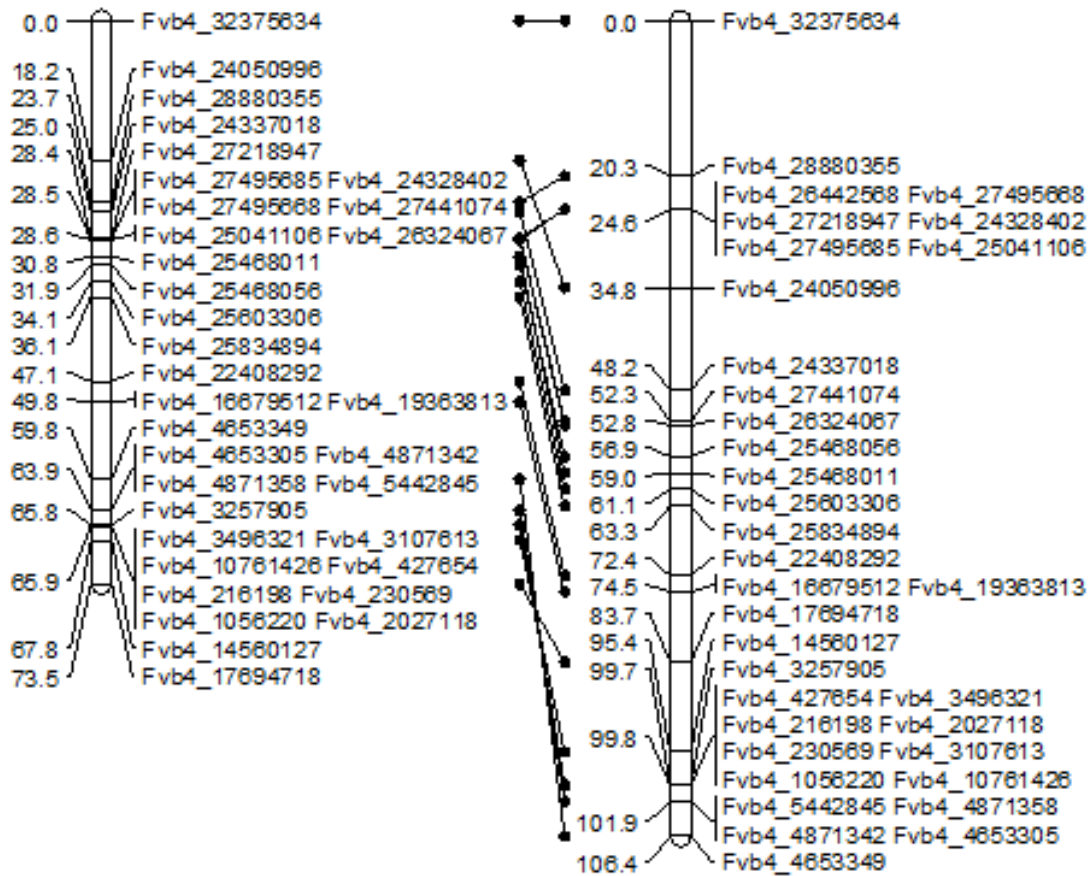 0.0 Fvb4_32375634
18.2 Fvb4_24050996
23.7 Fvb4_28880355
25.0 Fvb4_24337018
28.4 Fvb4_27218947
28.5 Fvb4_27495685 Fvb4_24328402
Fvb4_27495668 Fvb4_27441074
28.6 Fvb4_25041106 Fvb4_26324067
30.8 Fvb4_25468011
31.9 Fvb4_25468056
34.1 Fvb4_25603306
36.1 Fvb4_25834894
47.1 Fvb4_22408292
49.8 Fvb4_16679512 Fvb4_19363813
59.8 Fvb4_4653349
63.9 Fvb4_4653305 Fvb4_4871342
Fvb4_4871358 Fvb4_5442845
65.8 Fvb4_3257905
Fvb4_3496321 Fvb4_3107613
Fvb4_10761426 Fvb4_427654
65.9 Fvb4_216198 Fvb4_230569
Fvb4_1056220 Fvb4_2027118
67.8 Fvb4_14560127
73.5 Fvb4_17694718
0.0 Fvb4_32375634
20.3 Fvb4_28880355
Fvb4_26442568 Fvb4_27495668
24.6 Fvb4_27218947 Fvb4_24328402
Fvb4_27495685 Fvb4_25041106
34.8 Fvb4_24050996
48.2 Fvb4_24337018
52.3 Fvb4_27441074
52.8 Fvb4_26324067
56.9 Fvb4_25468056
59.0 Fvb4_25468011
61.1 Fvb4_25603306
63.3 Fvb4_25834894
72.4 Fvb4_22408292
74.5 Fvb4_16679512 Fvb4_19363813
83.7 Fvb4_17694718
95.4 Fvb4_14560127
99.7 Fvb4_3257905
Fvb4_427654 Fvb4_3496321
Fvb4_216198 Fvb4_2027118
99.8 Fvb4_230569 Fvb4_3107613
Fvb4_1056220 Fvb4_10761426
Fvb4_5442845 Fvb4_4871358
101.9 Fvb4_4871342 Fvb4_4653305
106.4 Fvb4_4653349